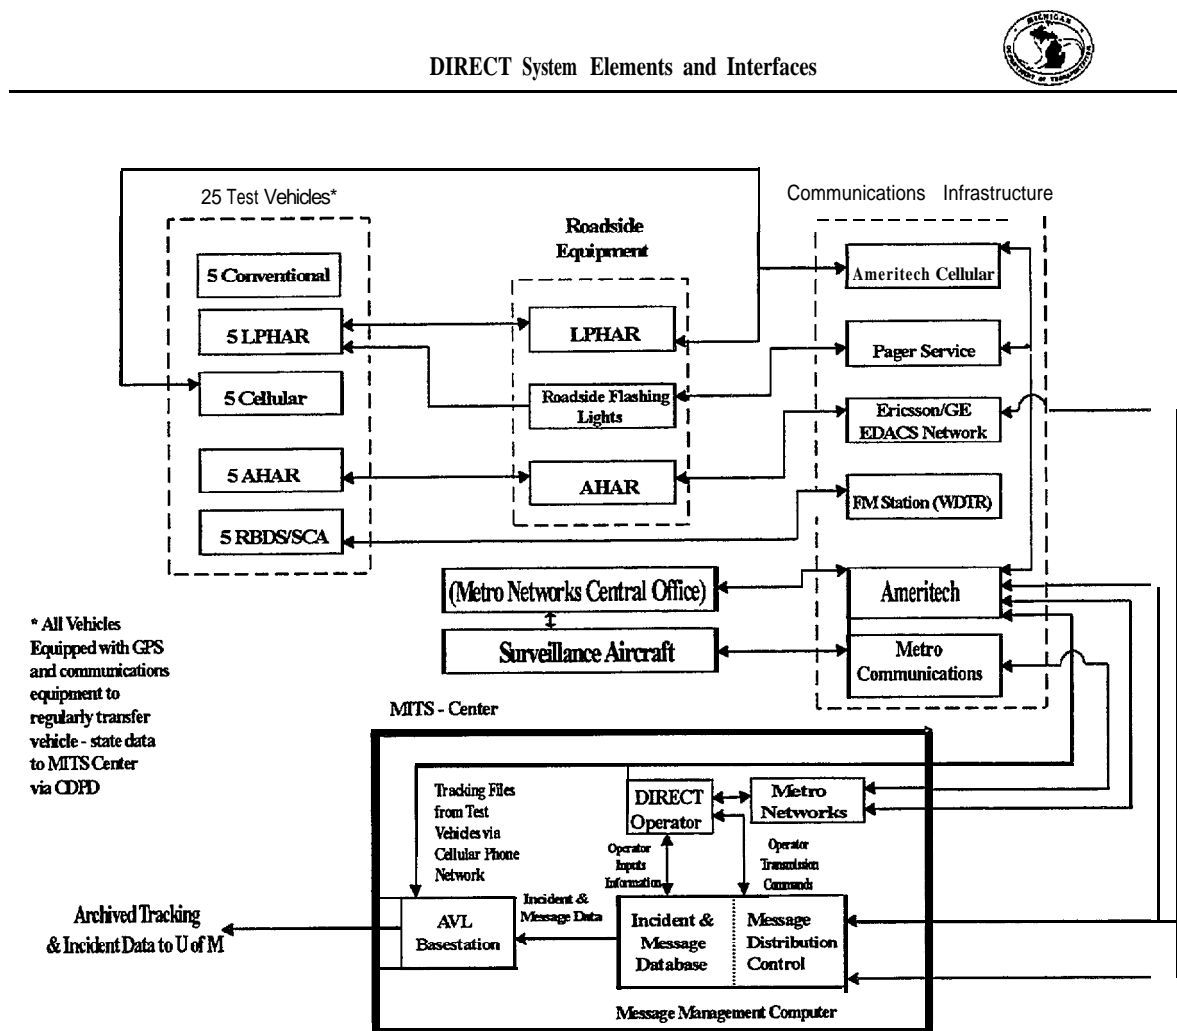 MICHIGAN
DEPARTMENT OF TRANSPORTATION
DIRECT System Elements and Interfaces
25 Test Vehicles*
Communications Infrastructure
Roadside
Equipment
5 Conventional
Ameritech Cellular
5 LPHAR
LPHAR
Pager Service
5 Cellular
Roadside Flashing
Lights
Ericsson/GE
EDACS Network
5 AHAR
AHAR
FM Station (WDTR)
5 RBDS/SCA
(Metro Networks Central Office)
Ameritech
Surveillance Aircraft
Metro
Communications
* All Vehicles
Equipped with GPS
and communications
equipment to
regularly transfer
vehicle - state data
to MITS Center
via CDPD
MITS - Center
Tracking Files
from Test
Vehicles via
Cellular Phone
Network
DIRECT
Operator
Metro
Networks
Operator
Inputs
Information
Operator
Transmission
Commands
Incident &
Message Data
Archived Tracking
& Incident Data to U of M
AVL
Basestation
Incident &
Message
Database
Message
Distribution
Control
Message Management Computer